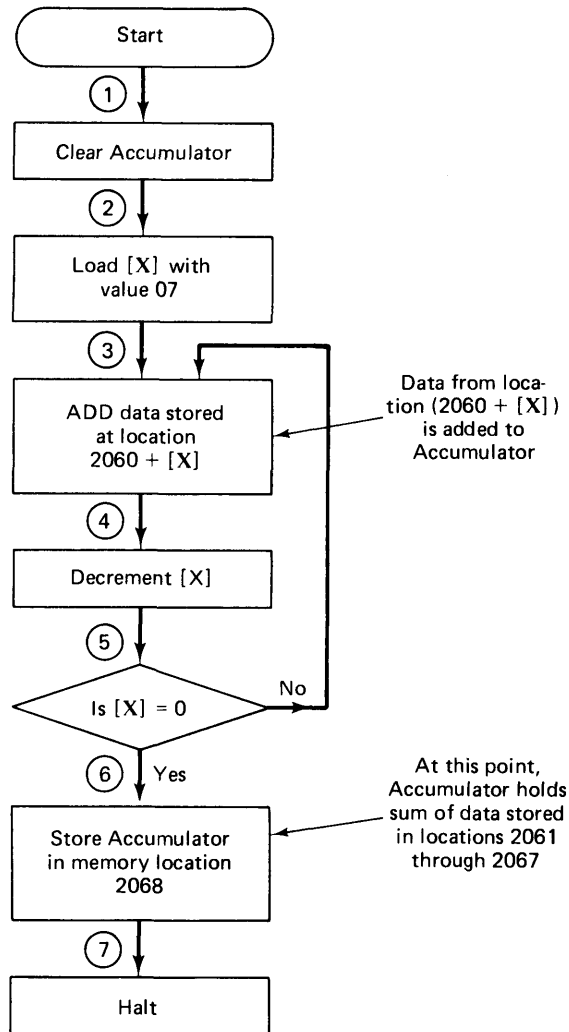 Start
1
Clear Accumulator
2
Load [X] with
value 07
3
ADD data stored
at location
2060 + [X]
Data from loca-
tion (2060 + [X])
is added to
Accumulator
4
Decrement [X]
5
Is [X] = 0
No
6
Yes
Store Accumulator
in memory location
2068
At this point,
Accumulator holds
sum of data stored
in locations 2061
through 2067
7
Halt